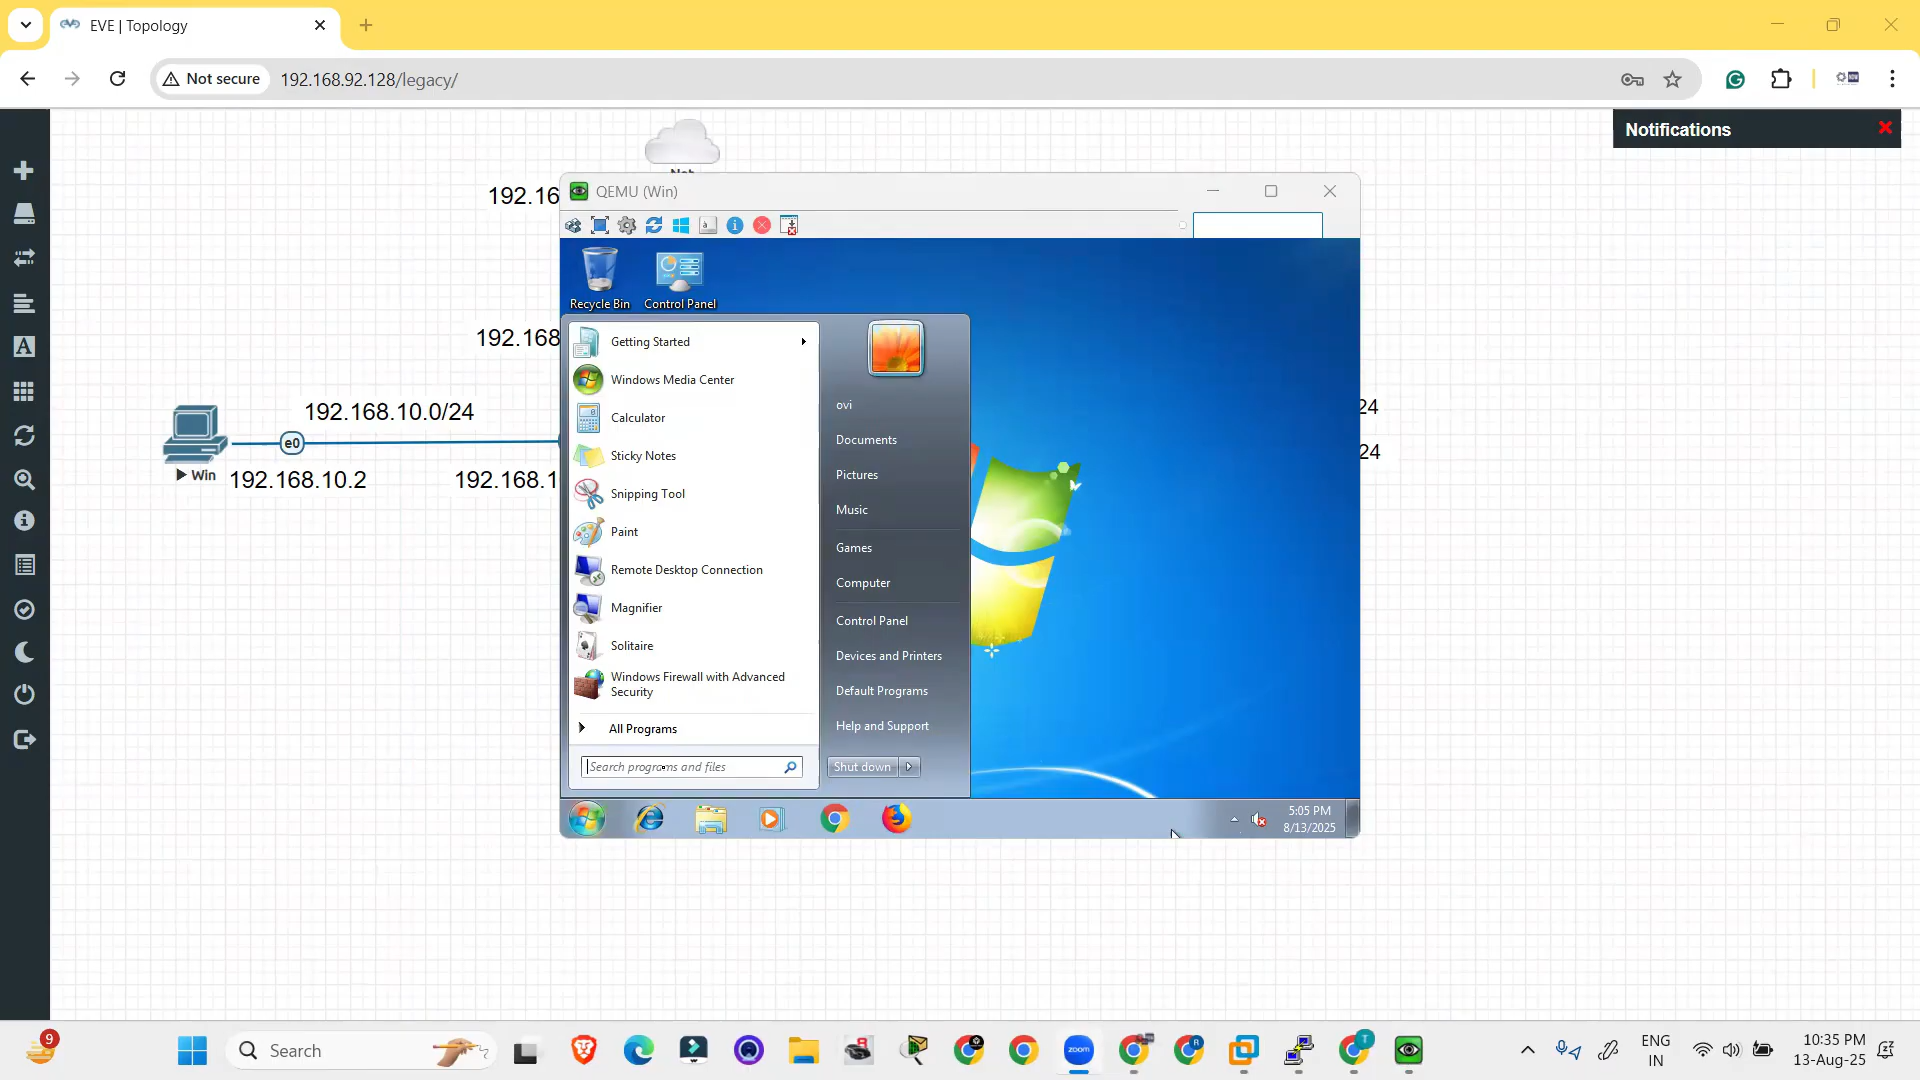 EVE | Topology
Not secure
192.168.92.128/legacy/
Notifications
QEMU (Win)
Recycle Bin
Control Panel
Getting Started
Windows Media Center
Calculator
Sticky Notes
Snipping Tool
Paint
Remote Desktop Connection
Magnifier
Solitaire
Windows Firewall with Advanced
Security
All Programs
Search programs and files
ovi
Documents
Pictures
Music
Games
Computer
Control Panel
Devices and Printers
Default Programs
Help and Support
Shut down
5:05 PM
8/13/2025
192.16
192.168
192.168.10.0/24
e0
Win
192.168.10.2
192.168.1
24
24
9
Search
zoom
R
T
ENG
IN
10:35 PM
13-Aug-25